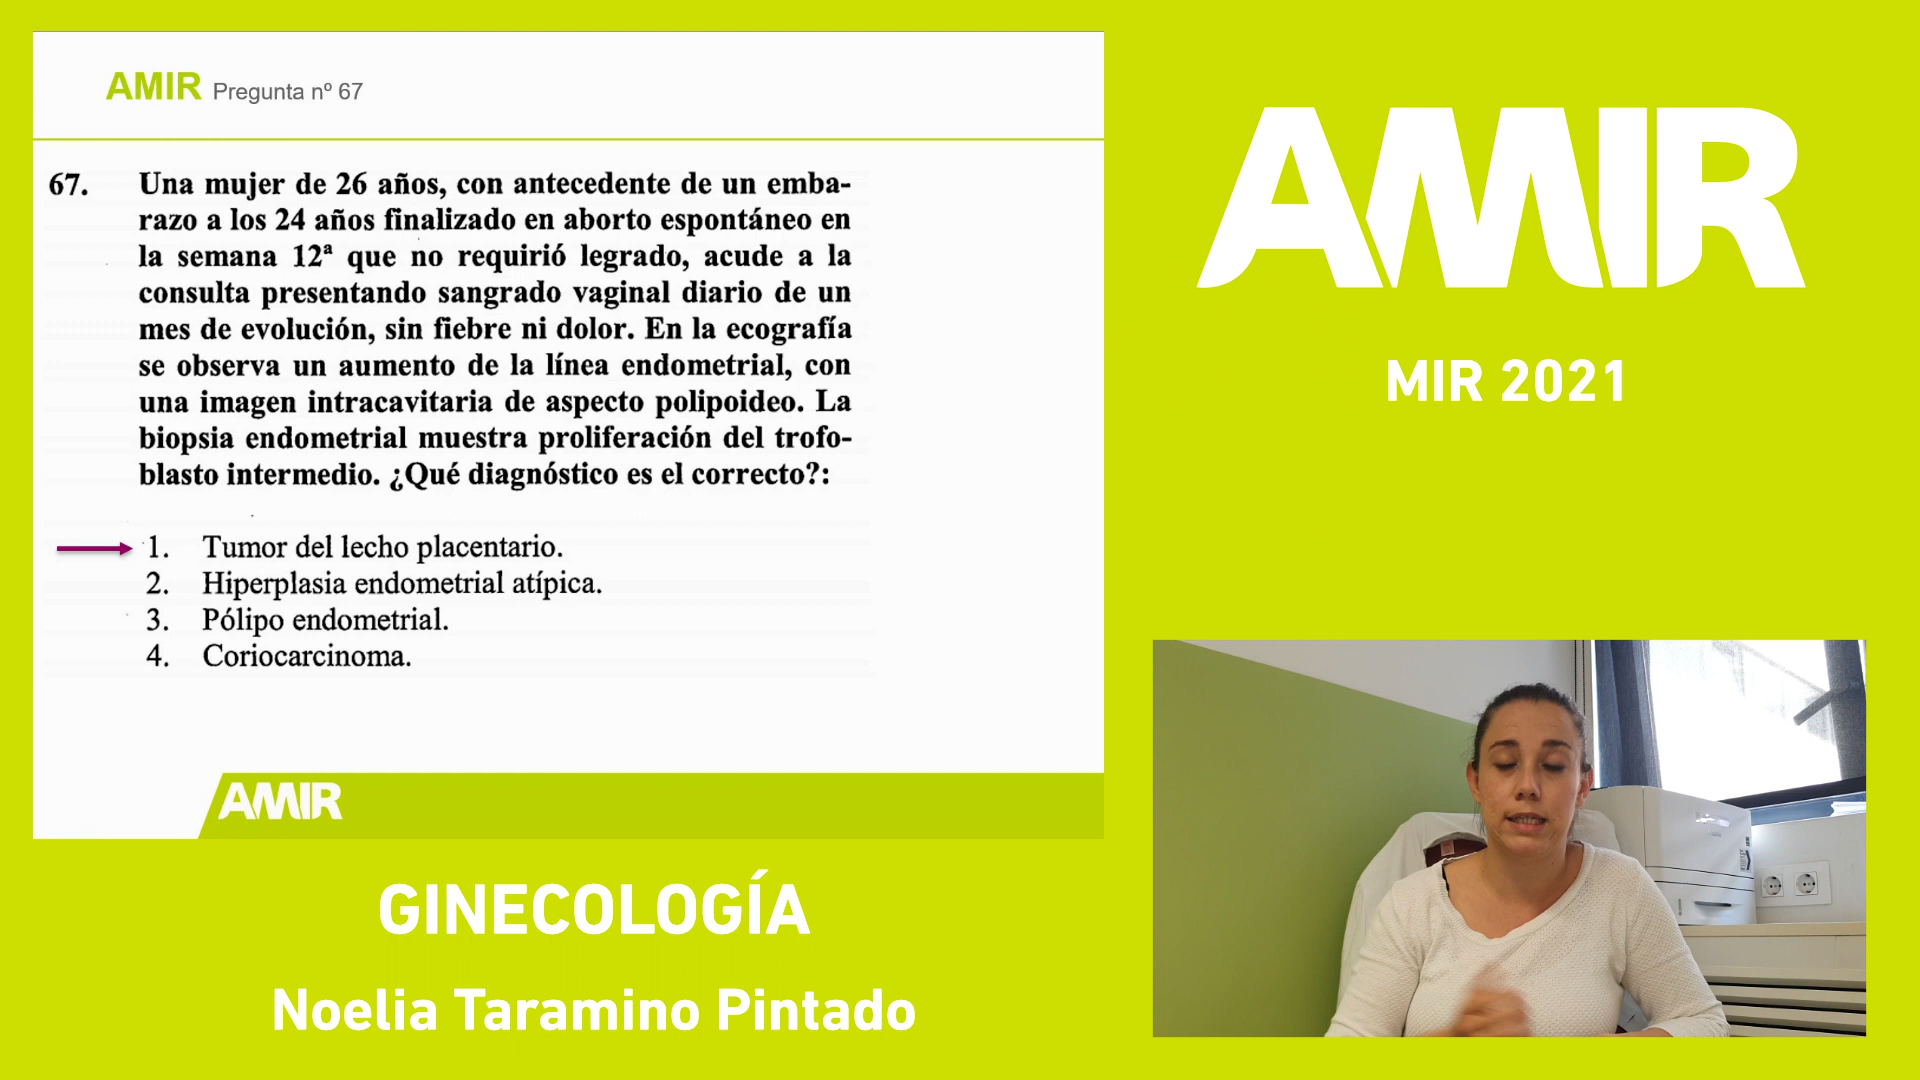 AMIR Pregunta nº 67
67. Una mujer de 26 años, con antecedente de un emba-
razo a los 24 años finalizado en aborto espontáneo en
la semana 12ª que no requirió legrado, acude a la
consulta presentando sangrado vaginal diario de un
mes de evolución, sin fiebre ni dolor. En la ecografía
se observa un aumento de la línea endometrial, con
una imagen intracavitaria de aspecto polipoideo. La
biopsia endometrial muestra proliferación del trofo-
blasto intermedio. ¿Qué diagnóstico es el correcto?:
1. Tumor del lecho placentario.
2. Hiperplasia endometrial atípica.
3. Pólipo endometrial.
4. Coriocarcinoma.
AMIR
GINECOLOGÍA
Noelia Taramino Pintado
AMIR
MIR 2021